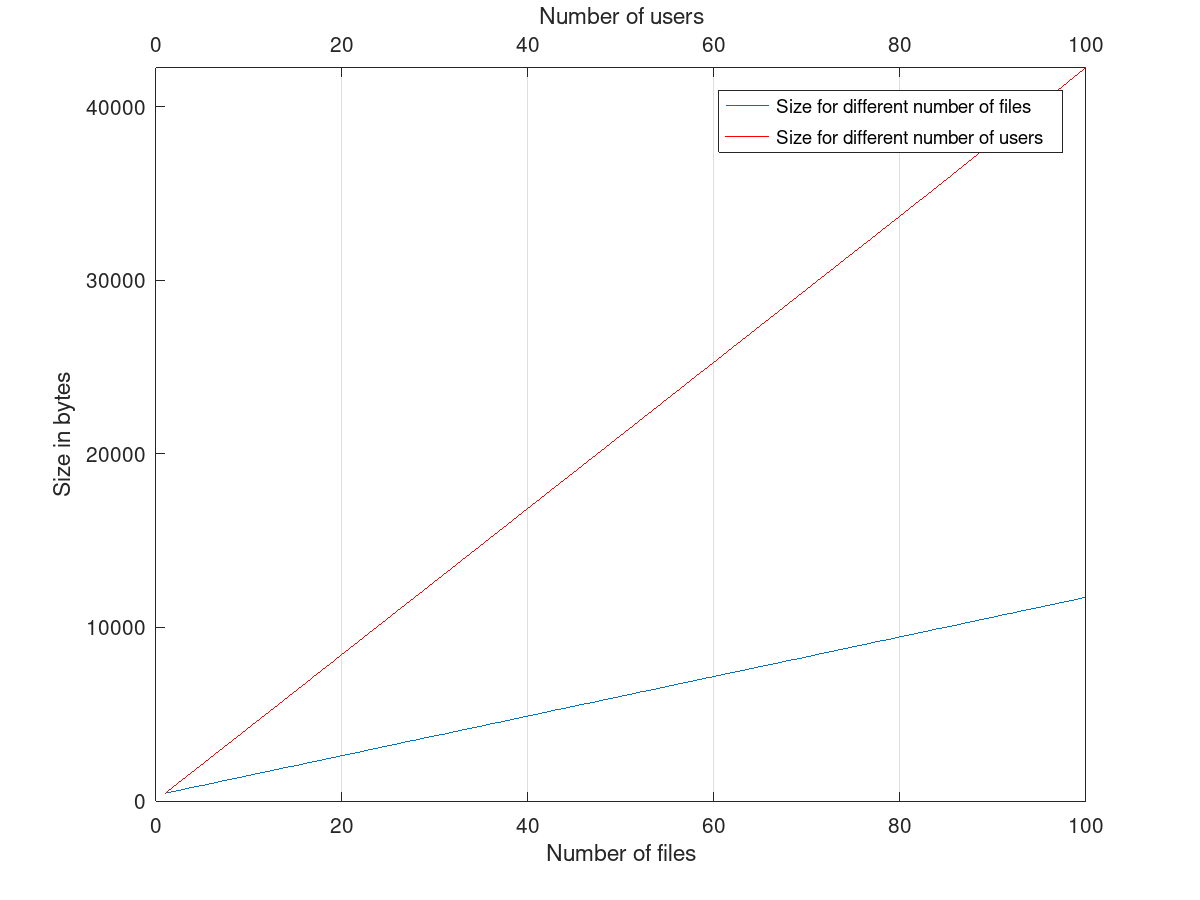 Number of users
0 20 40 60 80 100
40000
Size for different number of files
Size for different number of users
30000
Size in bytes
20000
10000
0
0 20 40 60 80 100
Number of files